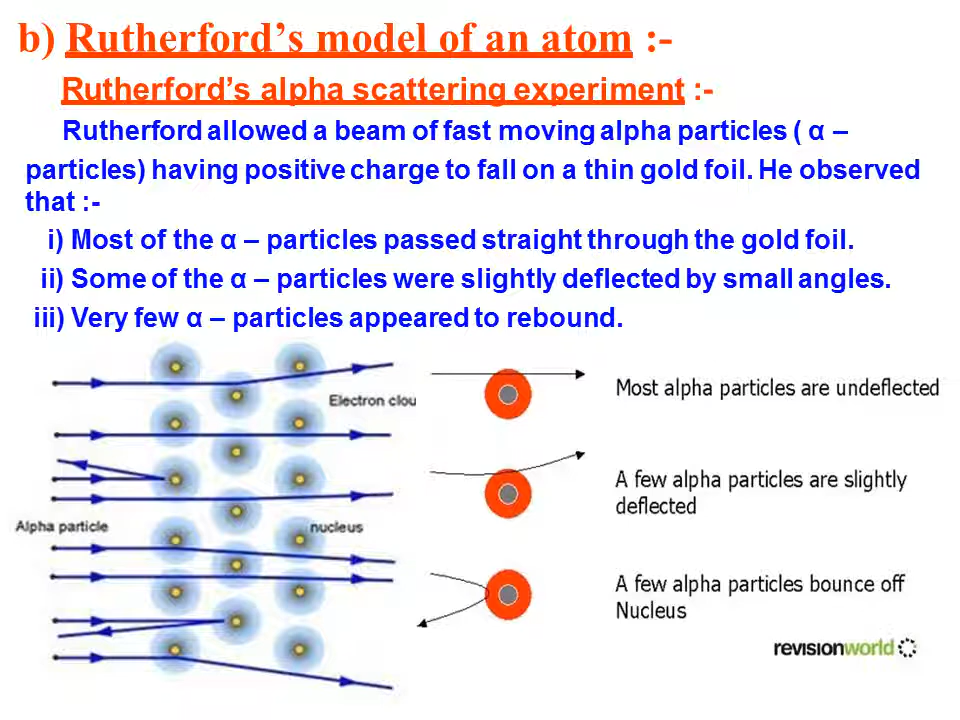 b) Rutherford's model of an atom :-
Rutherford's alpha scattering experiment :-
Rutherford allowed a beam of fast moving alpha particles ( α –
particles) having positive charge to fall on a thin gold foil. He observed
that :-
i) Most of the α – particles passed straight through the gold foil.
ii) Some of the α – particles were slightly deflected by small angles.
iii) Very few α – particles appeared to rebound.
Electron clou
Alpha particle
nucleus
Most alpha particles are undeflected
A few alpha particles are slightly
deflected
A few alpha particles bounce off
Nucleus
revisionworld